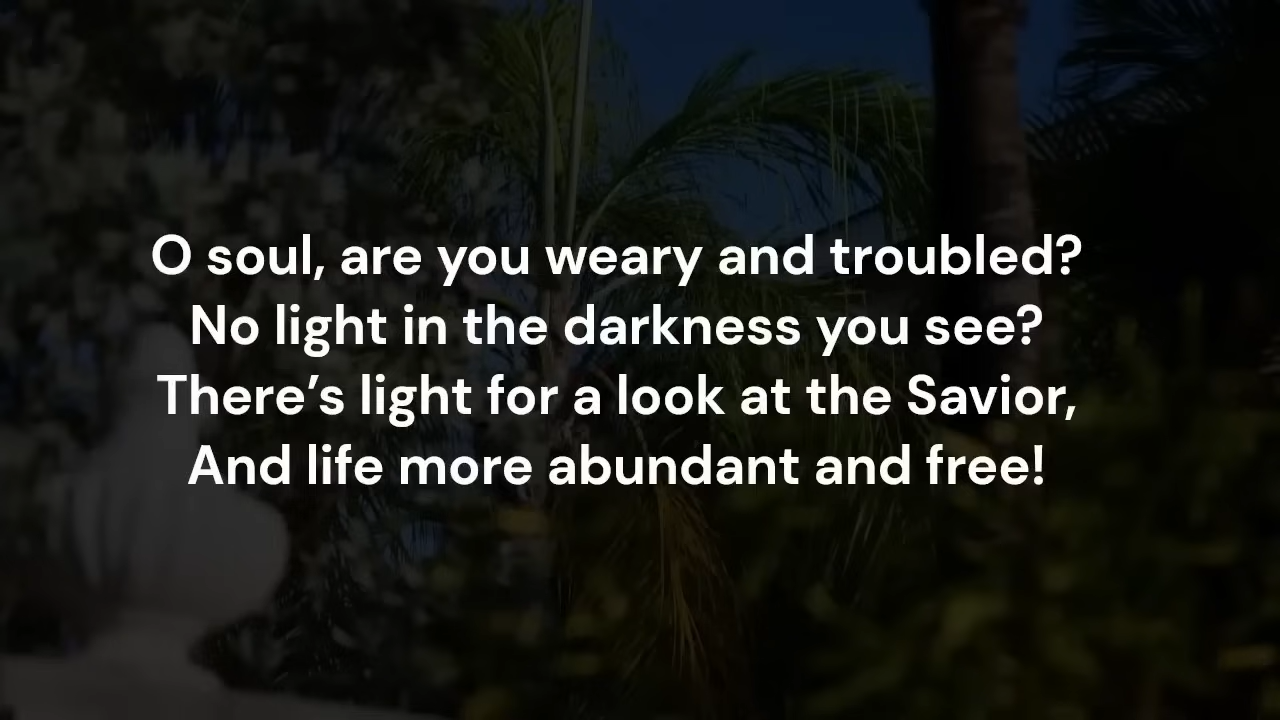 O soul, are you weary and troubled?
No light in the darkness you see?
There’s light for a look at the Savior,
And life more abundant and free!